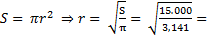 S = πr² ⇒ r = √(S/π) = √(15.000/3,141) =